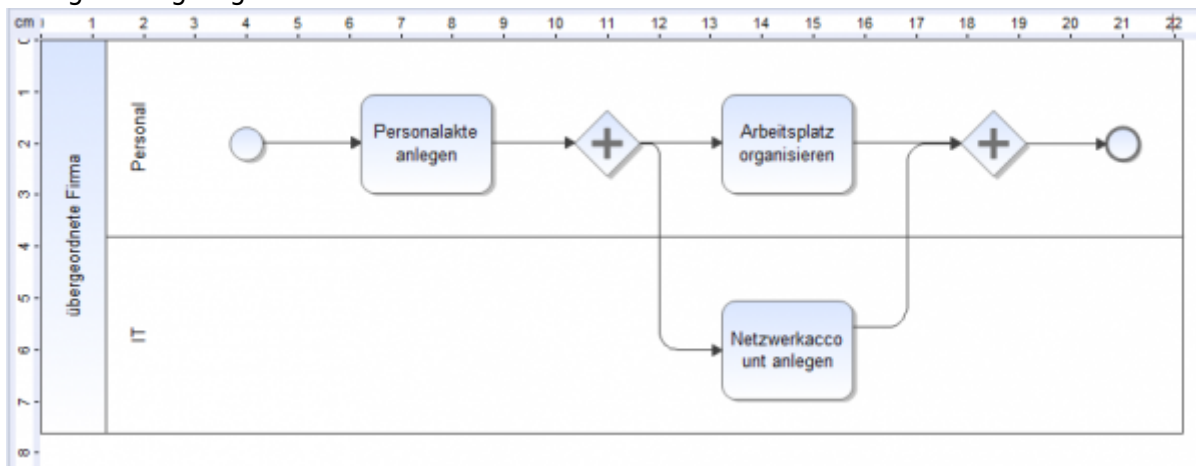 cm 1 2 3 4 5 6 7 8 9 10 11 12 13 14 15 16 17 18 19 20 21 22
0
1
2
3
4
5
6
7
8
übergeordnete Firma
Personal
Personalakte
anlegen
Arbeitsplatz
organisieren
IT
Netzwerkacco
unt anlegen